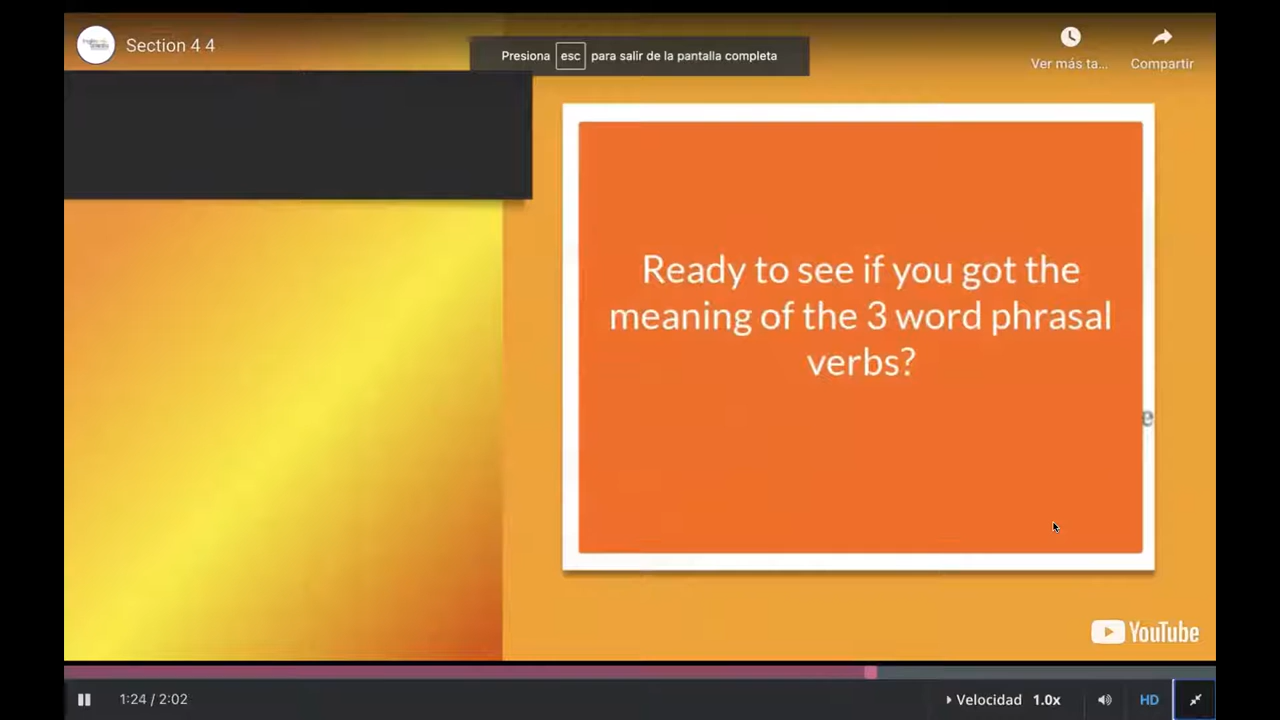 Section 4 4
Presiona esc para salir de la pantalla completa
Ver más ta...
Compartir
Ready to see if you got the
meaning of the 3 word phrasal
verbs?
e
YouTube
1:24 / 2:02
Velocidad 1.0x
HD